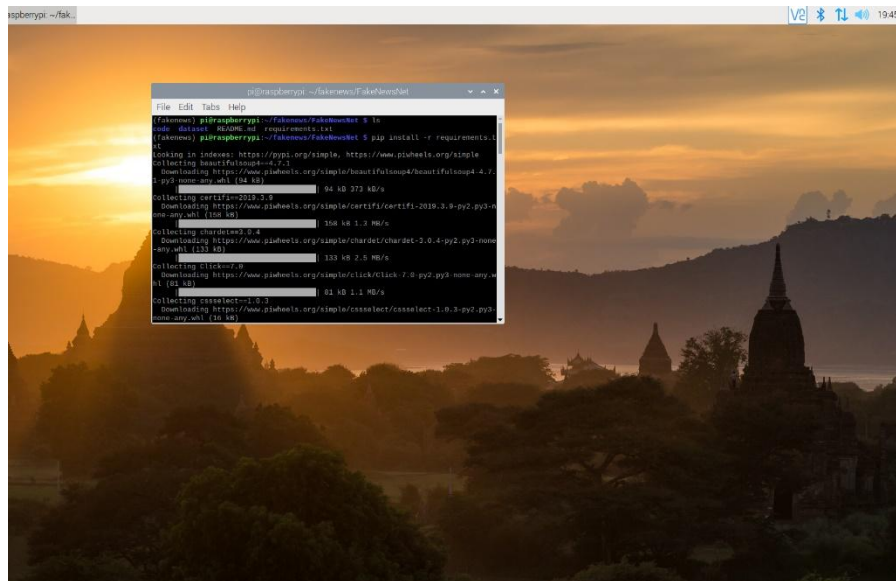 aspberrypi: ~/fak...
V2
19:45
pi@raspberrypi: ~/fakenews/FakeNewsNet
File Edit Tabs Help
(fakenews) pi@raspberrypi:~/fakenews/FakeNewsNet $ ls
code dataset README.md requirements.txt
(fakenews) pi@raspberrypi:~/fakenews/FakeNewsNet $ pip install -r requirements.t
xt
Looking in indexes: https://pypi.org/simple, https://www.piwheels.org/simple
Collecting beautifulsoup4==4.7.1
Downloading https://www.piwheels.org/simple/beautifulsoup4/beautifulsoup4-4.7.
1-py3-none-any.whl (94 kB)
| 94 kB 373 kB/s
Collecting certifi==2019.3.9
Downloading https://www.piwheels.org/simple/certifi/certifi-2019.3.9-py2.py3-n
one-any.whl (158 kB)
| 158 kB 1.3 MB/s
Collecting chardet==3.0.4
Downloading https://www.piwheels.org/simple/chardet/chardet-3.0.4-py2.py3-none
-any.whl (133 kB)
| 133 kB 2.5 MB/s
Collecting Click==7.0
Downloading https://www.piwheels.org/simple/click/Click-7.0-py2.py3-none-any.w
hl (81 kB)
| 81 kB 1.1 MB/s
Collecting cssselect==1.0.3
Downloading https://www.piwheels.org/simple/cssselect/cssselect-1.0.3-py2.py3-
none-any.whl (16 kB)